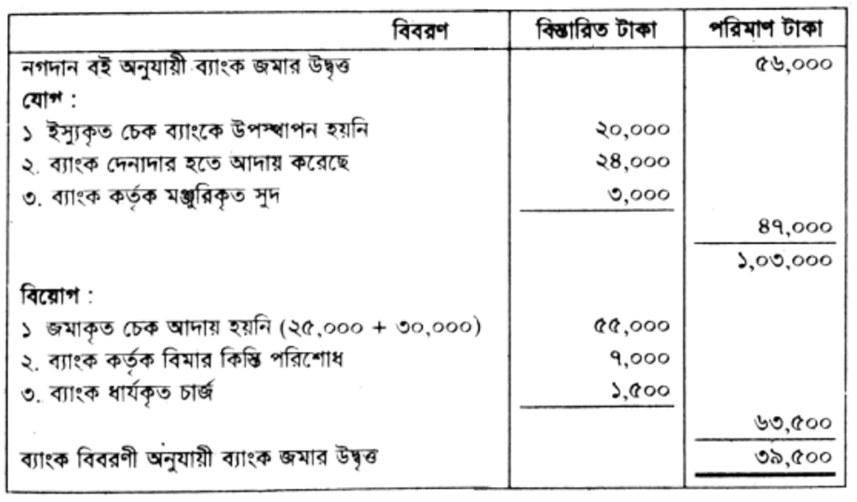 বিবরণ বিস্তারিত টাকা পরিমাণ টাকা
নগদান বই অনুযায়ী ব্যাংক জমার উদ্বৃত্ত ৫৬,০০০
যোগ :
১ ইস্যুকৃত চেক ব্যাংকে উপস্থাপন হয়নি ২০,০০০
২. ব্যাংক দেনাদার হতে আদায় করেছে ২৪,০০০
৩. ব্যাংক কর্তৃক মঞ্জুরিকৃত সুদ ৩,০০০
৪৭,০০০
১,০৩,০০০
বিয়োগ :
১ জমাকৃত চেক আদায় হয়নি (২৫,০০০ + ৩০,০০০) ৫৫,০০০
২. ব্যাংক কর্তৃক বিমার কিস্তি পরিশোধ ৭,০০০
৩. ব্যাংক ধার্যকৃত চার্জ ১,৫০০
৬৩,৫০০
ব্যাংক বিবরণী অনুযায়ী ব্যাংক জমার উদ্বৃত্ত ৩৯,৫০০